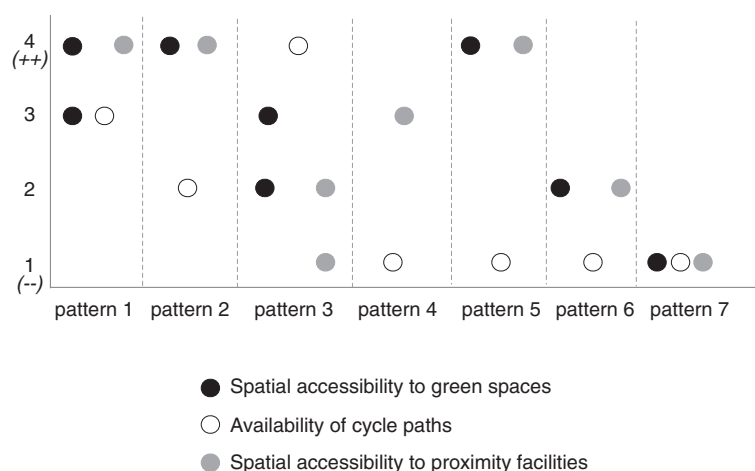 4
(++)
3
2
1
(--)
pattern 1 pattern 2 pattern 3 pattern 4 pattern 5 pattern 6 pattern 7
Spatial accessibility to green spaces
Availability of cycle paths
Spatial accessibility to proximity facilities